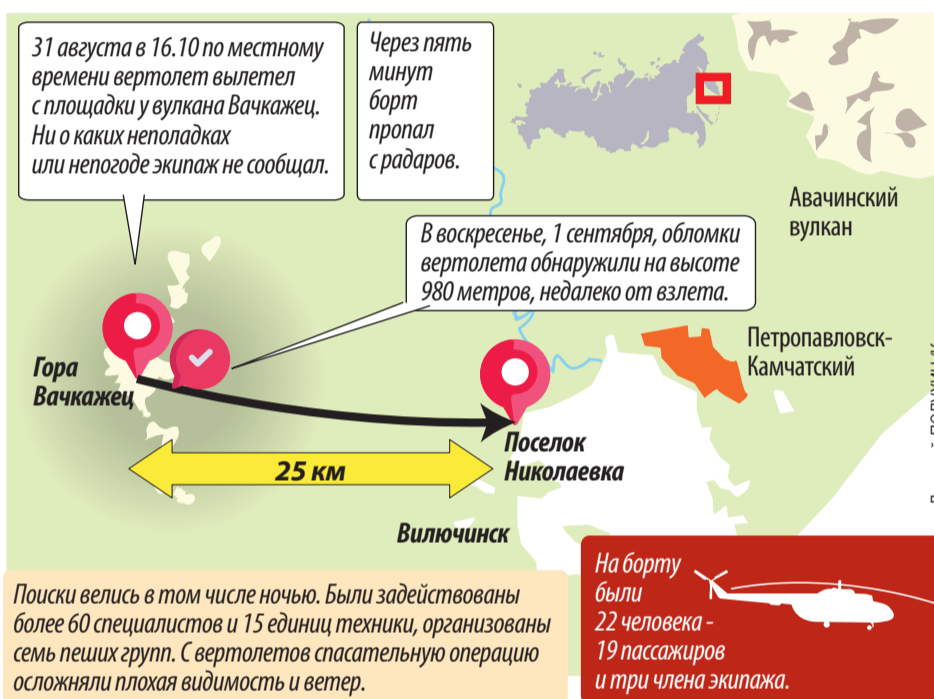 31 августа в 16.10 по местному
времени вертолет вылетел
с площадки у вулкана Вачкажец.
Ни о каких неполадках
или непогоде экипаж не сообщал.
Через пять
минут
борт
пропал
с радаров.
Авачинский
вулкан
В воскресенье, 1 сентября, обломки
вертолета обнаружили на высоте
980 метров, недалеко от взлета.
Петропавловск-
Камчатский
Гора
Вачкажец
Поселок
Николаевка
25 км
Вилючинск
Поиски велись в том числе ночью. Были задействованы
более 60 специалистов и 15 единиц техники, организованы
семь пеших групп. С вертолетов спасательную операцию
осложняли плохая видимость и ветер.
На борту
были
22 человека -
19 пассажиров
и три члена экипажа.